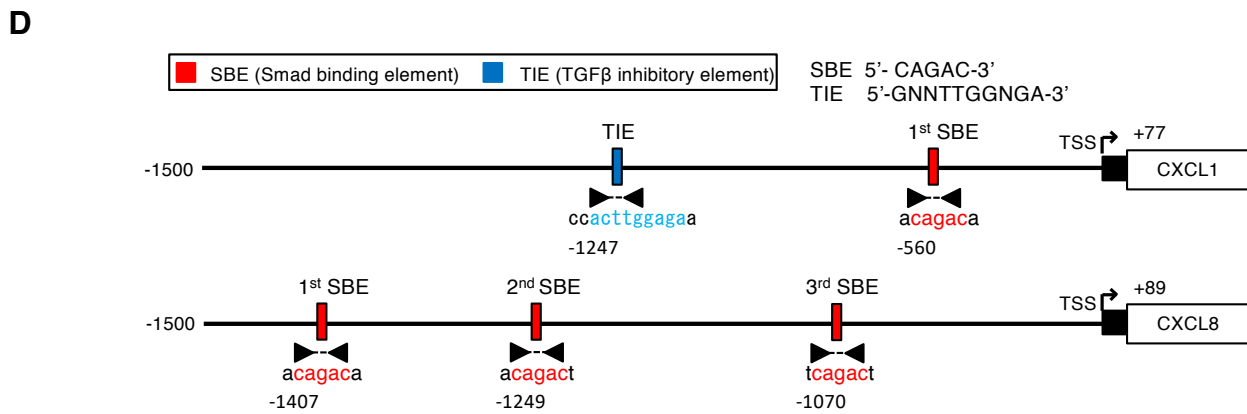 D
SBE (Smad binding element) TIE (TGFβ inhibitory element)
SBE 5’- CAGAC-3’
TIE 5’-GNNTTGGNGA-3’
TIE 1st SBE TSS +77
-1500 CXCL1
ccacttggagaa acagaca
-1247 -560
1st SBE 2nd SBE 3rd SBE TSS +89
-1500 CXCL8
acagaca acagact tcagact
-1407 -1249 -1070